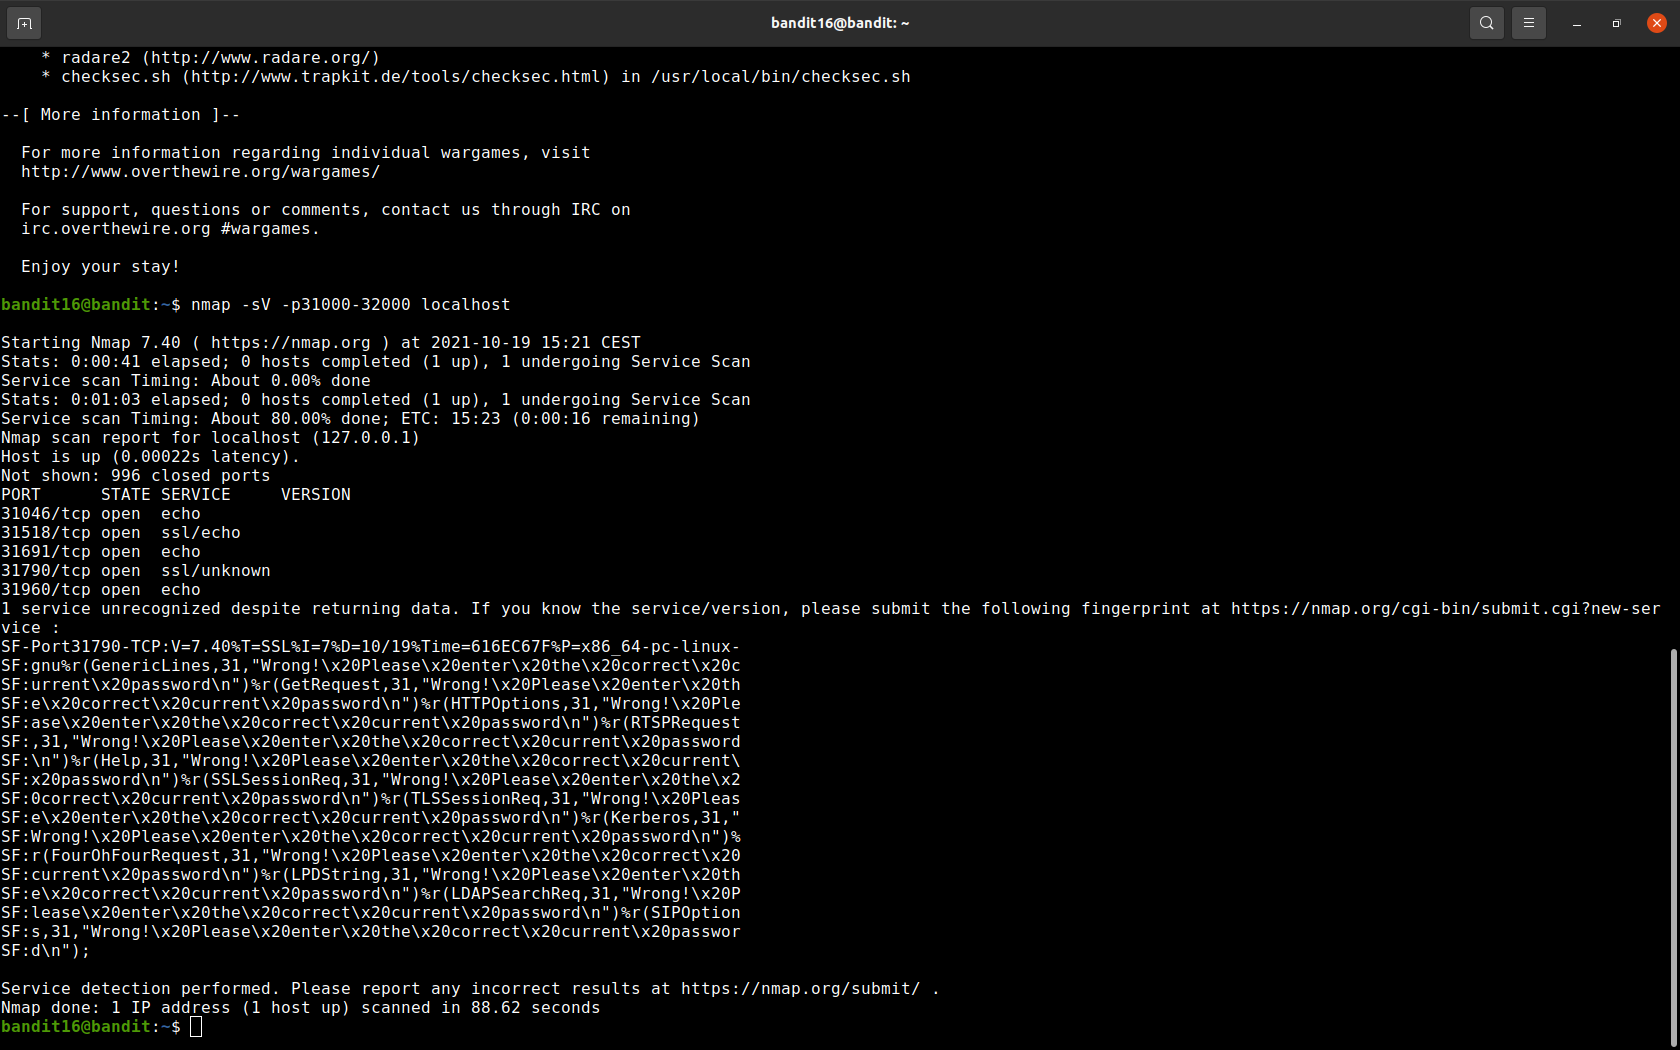 bandit16@bandit: ~
    * radare2 (http://www.radare.org/)
    * checksec.sh (http://www.trapkit.de/tools/checksec.html) in /usr/local/bin/checksec.sh
--[ More information ]--
  For more information regarding individual wargames, visit
  http://www.overthewire.org/wargames/
  For support, questions or comments, contact us through IRC on
  irc.overthewire.org #wargames.
  Enjoy your stay!
bandit16@bandit:~$ nmap -sV -p31000-32000 localhost
Starting Nmap 7.40 ( https://nmap.org ) at 2021-10-19 15:21 CEST
Stats: 0:00:41 elapsed; 0 hosts completed (1 up), 1 undergoing Service Scan
Service scan Timing: About 0.00% done
Stats: 0:01:03 elapsed; 0 hosts completed (1 up), 1 undergoing Service Scan
Service scan Timing: About 80.00% done; ETC: 15:23 (0:00:16 remaining)
Nmap scan report for localhost (127.0.0.1)
Host is up (0.00022s latency).
Not shown: 996 closed ports
PORT      STATE SERVICE     VERSION
31046/tcp open  echo
31518/tcp open  ssl/echo
31691/tcp open  echo
31790/tcp open  ssl/unknown
31960/tcp open  echo
1 service unrecognized despite returning data. If you know the service/version, please submit the following fingerprint at https://nmap.org/cgi-bin/submit.cgi?new-ser
vice :
SF-Port31790-TCP:V=7.40%T=SSL%I=7%D=10/19%Time=616EC67F%P=x86_64-pc-linux-
SF:gnu%r(GenericLines,31,"Wrong!\x20Please\x20enter\x20the\x20correct\x20c
SF:urrent\x20password\n")%r(GetRequest,31,"Wrong!\x20Please\x20enter\x20th
SF:e\x20correct\x20current\x20password\n")%r(HTTPOptions,31,"Wrong!\x20Ple
SF:ase\x20enter\x20the\x20correct\x20current\x20password\n")%r(RTSPRequest
SF:,31,"Wrong!\x20Please\x20enter\x20the\x20correct\x20current\x20password
SF:\n")%r(Help,31,"Wrong!\x20Please\x20enter\x20the\x20correct\x20current\
SF:x20password\n")%r(SSLSessionReq,31,"Wrong!\x20Please\x20enter\x20the\x2
SF:0correct\x20current\x20password\n")%r(TLSSessionReq,31,"Wrong!\x20Pleas
SF:e\x20enter\x20the\x20correct\x20current\x20password\n")%r(Kerberos,31,"
SF:Wrong!\x20Please\x20enter\x20the\x20correct\x20current\x20password\n")%
SF:r(FourOhFourRequest,31,"Wrong!\x20Please\x20enter\x20the\x20correct\x20
SF:current\x20password\n")%r(LPDString,31,"Wrong!\x20Please\x20enter\x20th
SF:e\x20correct\x20current\x20password\n")%r(LDAPSearchReq,31,"Wrong!\x20P
SF:lease\x20enter\x20the\x20correct\x20current\x20password\n")%r(SIPOption
SF:s,31,"Wrong!\x20Please\x20enter\x20the\x20correct\x20current\x20passwor
SF:d\n");
Service detection performed. Please report any incorrect results at https://nmap.org/submit/ .
Nmap done: 1 IP address (1 host up) scanned in 88.62 seconds
bandit16@bandit:~$